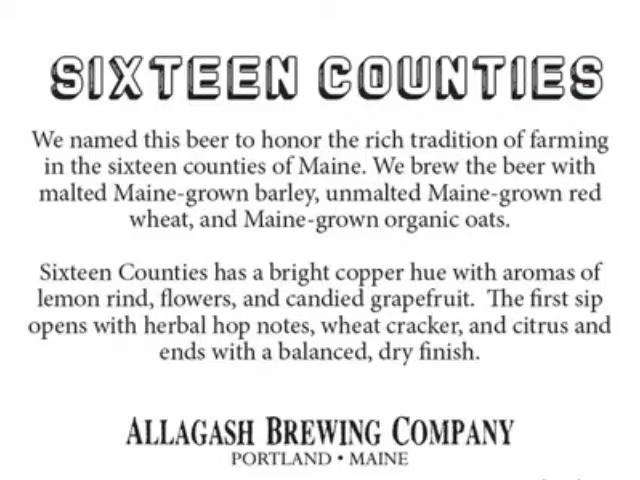 SIXTEEN COUNTIES
We named this beer to honor the rich tradition of farming
in the sixteen counties of Maine. We brew the beer with
malted Maine-grown barley, unmalted Maine-grown red
wheat, and Maine-grown organic oats.
Sixteen Counties has a bright copper hue with aromas of
lemon rind, flowers, and candied grapefruit. The first sip
opens with herbal hop notes, wheat cracker, and citrus and
ends with a balanced, dry finish.
ALLAGASH BREWING COMPANY
PORTLAND • MAINE